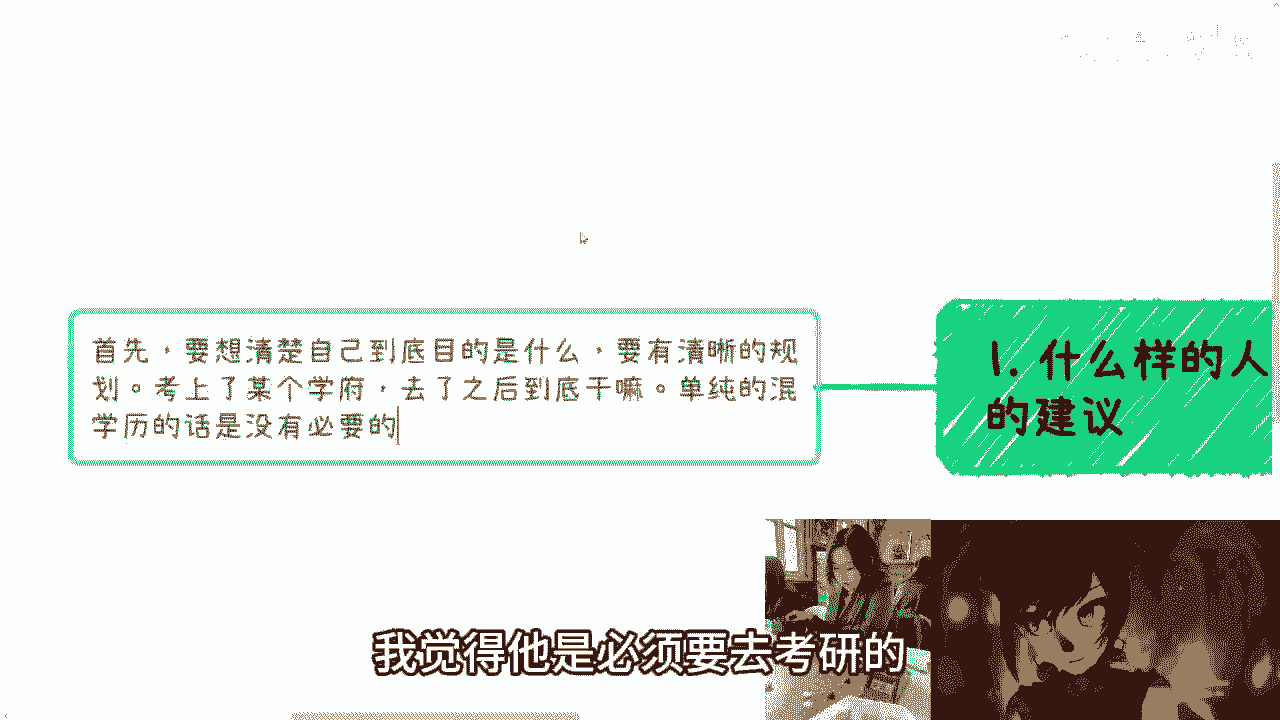 首先，要想清楚自己到底目的是什么，要有清晰的规
划。考上了某个学府，去了之后到底干嘛。单纯的混
学历的话是没有必要的
1. 什么样的人
的建议
我觉得他是必须要去考研的